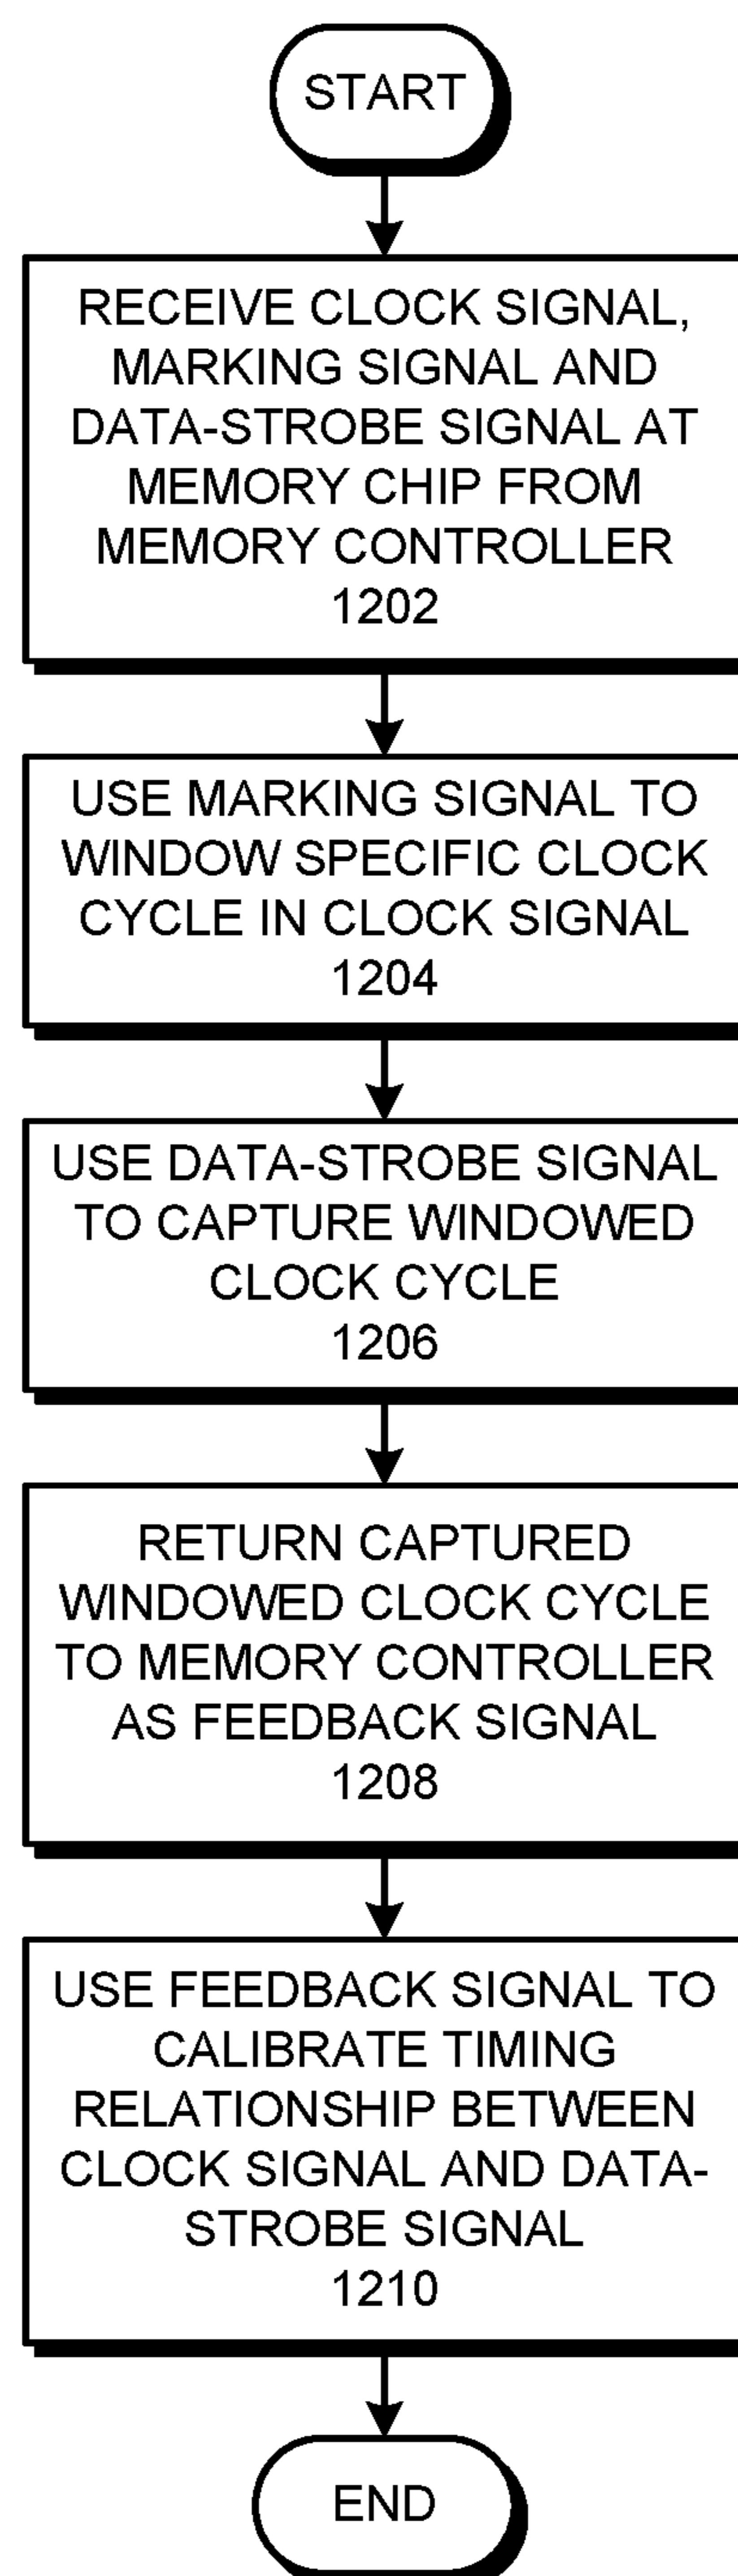 START
RECEIVE CLOCK SIGNAL,
MARKING SIGNAL AND
DATA-STROBE SIGNAL AT
MEMORY CHIP FROM
MEMORY CONTROLLER
1202
USE MARKING SIGNAL TO
WINDOW SPECIFIC CLOCK
CYCLE IN CLOCK SIGNAL
1204
USE DATA-STROBE SIGNAL
TO CAPTURE WINDOWED
CLOCK CYCLE
1206
RETURN CAPTURED
WINDOWED CLOCK CYCLE
TO MEMORY CONTROLLER
AS FEEDBACK SIGNAL
1208
USE FEEDBACK SIGNAL TO
CALIBRATE TIMING
RELATIONSHIP BETWEEN
CLOCK SIGNAL AND DATA-
STROBE SIGNAL
1210
END